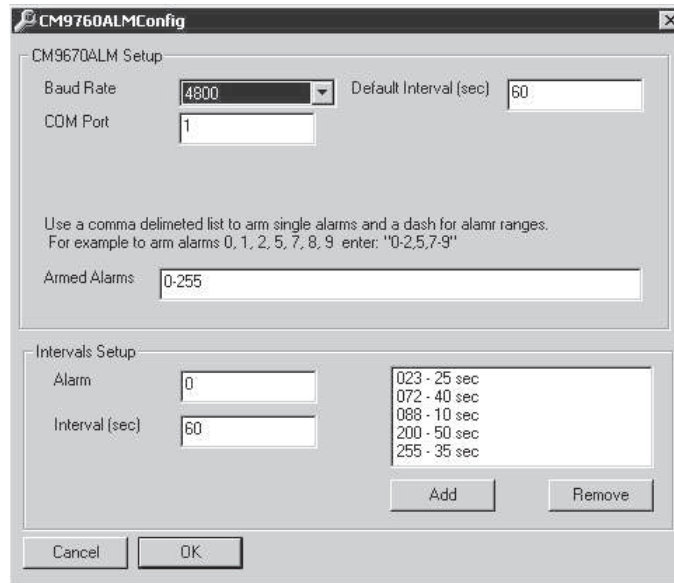 CM9760ALMConfig
CM9670ALM Setup
Baud Rate 4800 Default Interval (sec) 60
COM Port 1
Use a comma delimeted list to arm single alarms and a dash for alamr ranges.
For example to arm alarms 0, 1, 2, 5, 7, 8, 9 enter: "0-2,5,7-9"
Armed Alarms 0-255
Intervals Setup
Alarm 0
Interval (sec) 60
023 - 25 sec
072 - 40 sec
088 - 10 sec
200 - 50 sec
255 - 35 sec
Add Remove
Cancel OK